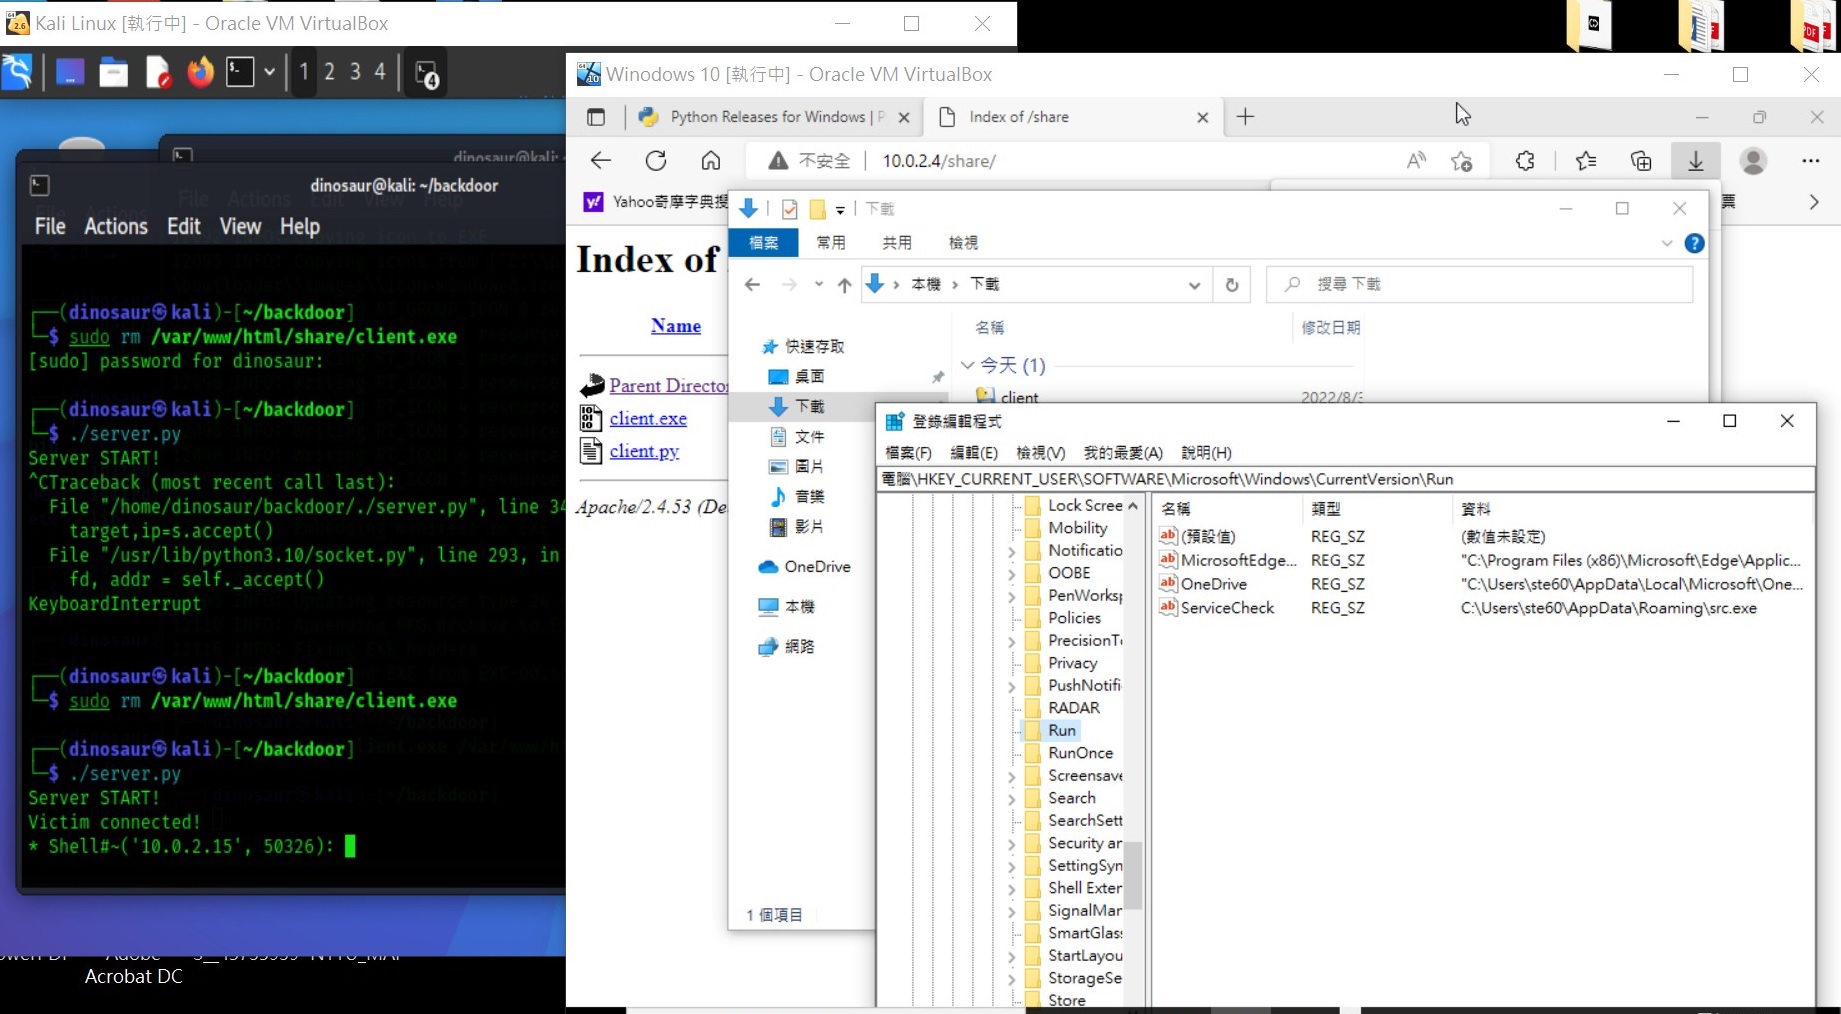 Kali Linux [執行中] - Oracle VM VirtualBox
1 2 3 4
4
dinosaur@kali:
dinosaur@kali: ~/backdoor
File Actions Edit View Help
┌──(dinosaur㉿kali)-[~/backdoor]
└─$ sudo rm /var/www/html/share/client.exe
[sudo] password for dinosaur:
┌──(dinosaur㉿kali)-[~/backdoor]
└─$ ./server.py
Server START!
^CTraceback (most recent call last):
File "/home/dinosaur/backdoor/./server.py", line 34
target,ip=s.accept()
File "/usr/lib/python3.10/socket.py", line 293, in
fd, addr = self._accept()
KeyboardInterrupt
┌──(dinosaur㉿kali)-[~/backdoor]
└─$ sudo rm /var/www/html/share/client.exe
┌──(dinosaur㉿kali)-[~/backdoor]
└─$ ./server.py
Server START!
Victim connected!
* Shell#~('10.0.2.15', 50326):
Acrobat DC
Winodows 10 [執行中] - Oracle VM VirtualBox
Python Releases for Windows | P
Index of /share
不安全 10.0.2.4/share/
Yahoo奇摩字典搜
票
Index of
Name
Parent Director
client.exe
client.py
Apache/2.4.53 (De
下載
檔案 常用 共用 檢視
本機 › 下載
搜尋 下載
快速存取
桌面
下載
文件
圖片
音樂
影片
OneDrive
本機
網路
1 個項目
名稱 修改日期
今天 (1)
client 2022/8/3
登錄編輯程式
檔案(F) 編輯(E) 檢視(V) 我的最愛(A) 說明(H)
電腦\HKEY_CURRENT_USER\SOFTWARE\Microsoft\Windows\CurrentVersion\Run
Lock Scree
Mobility
Notificatio
OOBE
PenWorksp
Policies
PrecisionTo
Privacy
PushNotifi
RADAR
Run
RunOnce
Screensave
Search
SearchSett
Security an
SettingSyn
Shell Exter
SignalMan
SmartGlass
StartLayou
StorageSe
Store
名稱 類型 資料
(預設值) REG_SZ (數值未設定)
MicrosoftEdge... REG_SZ "C:\Program Files (x86)\Microsoft\Edge\Applic...
OneDrive REG_SZ "C:\Users\ste60\AppData\Local\Microsoft\One...
ServiceCheck REG_SZ C:\Users\ste60\AppData\Roaming\src.exe